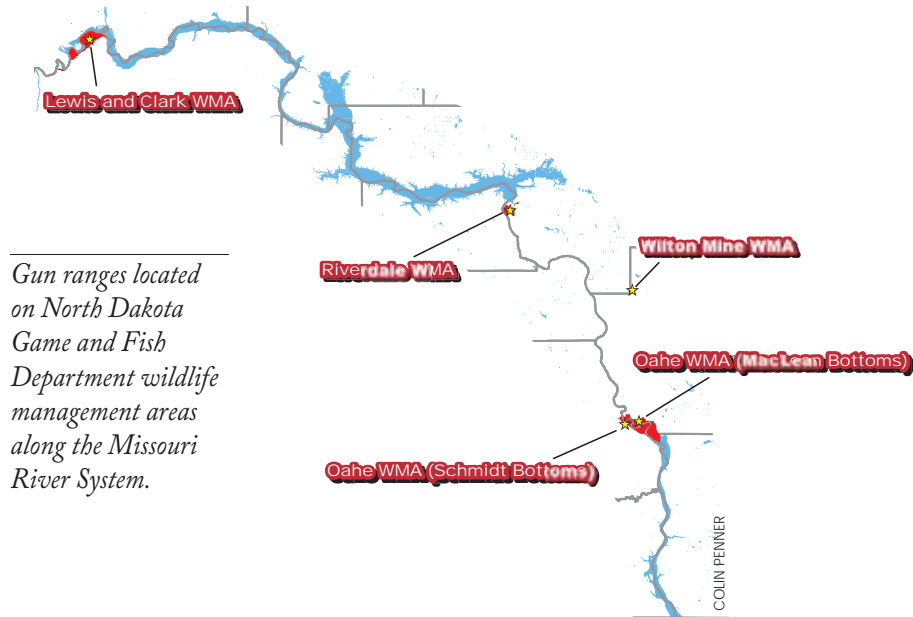 Lewis and Clark WMA
Riverdale WMA
Wilton Mine WMA
Oahe WMA (MacLean Bottoms)
Oahe WMA (Schmidt Bottoms)
Gun ranges located
on North Dakota
Game and Fish
Department wildlife
management areas
along the Missouri
River System.
COLIN PENNER